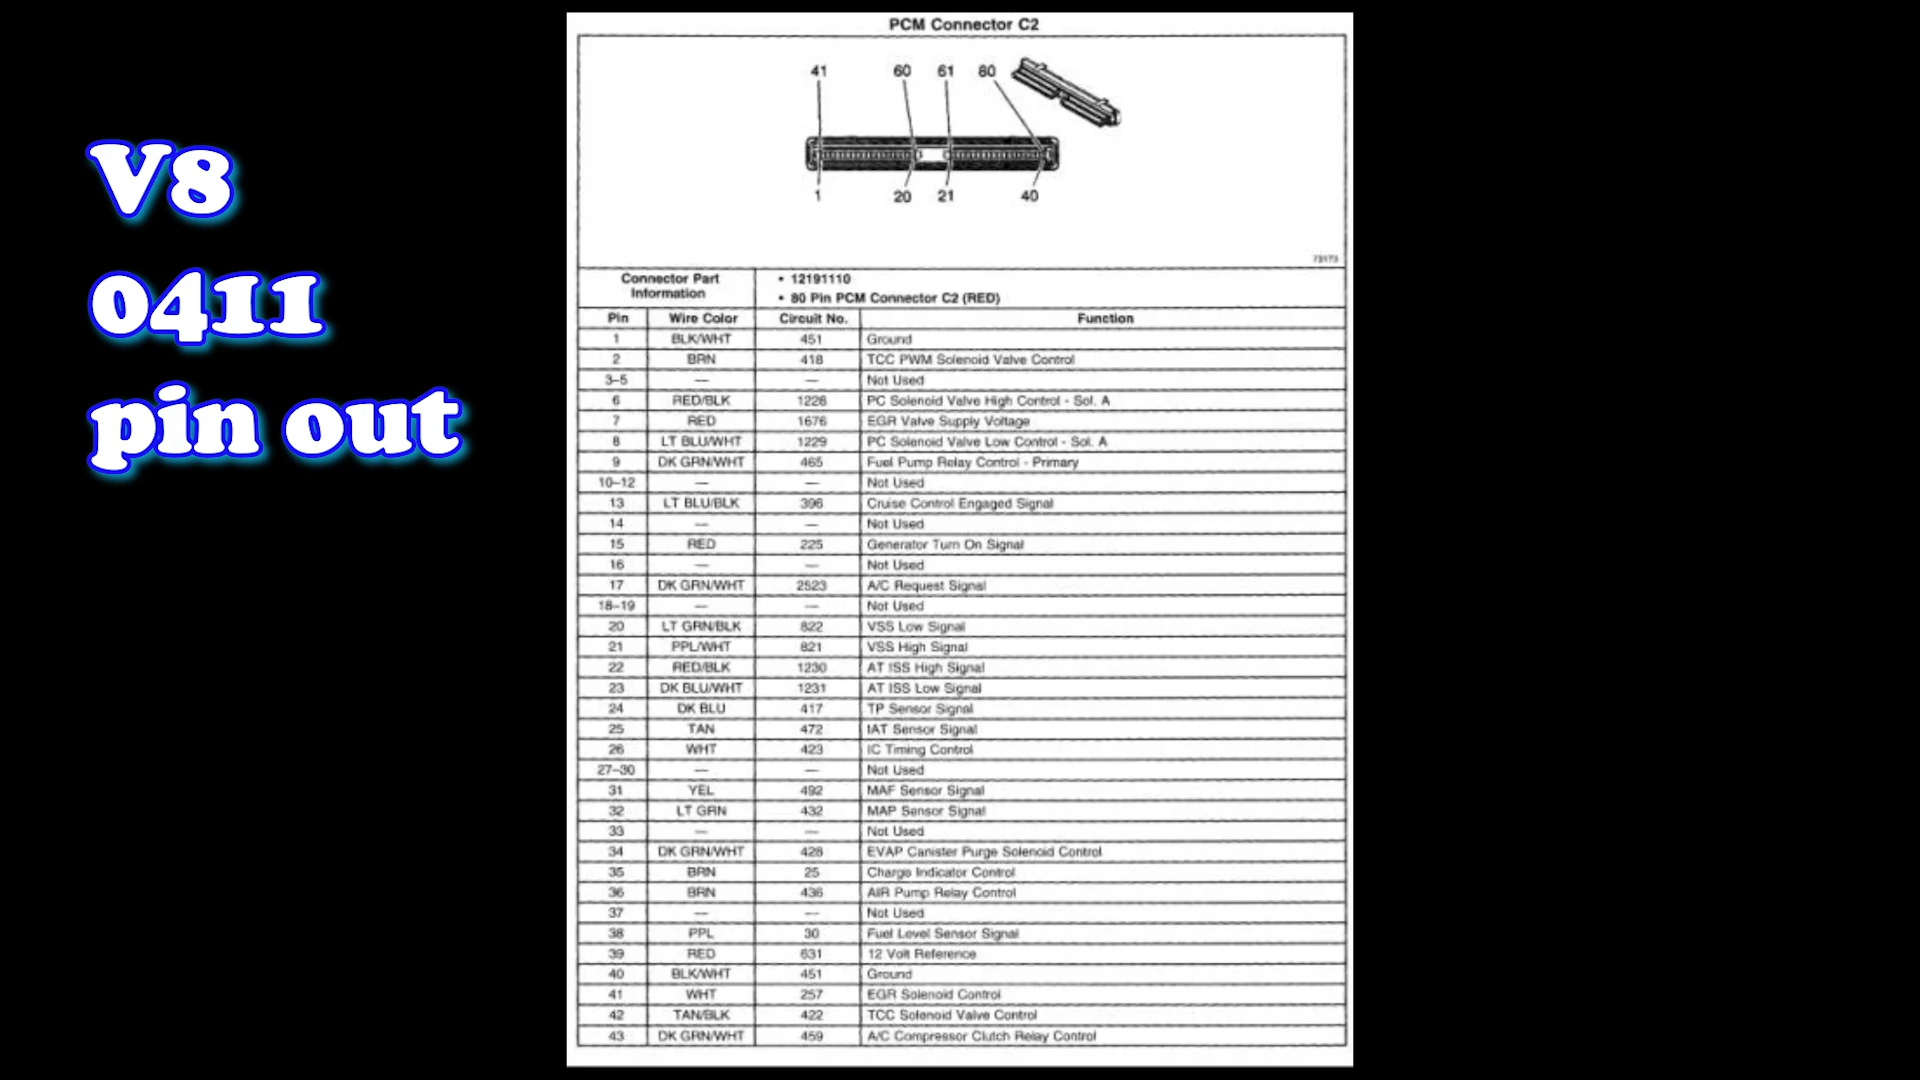 V8
0411
pin out
PCM Connector C2
41 60 61 80
1 20 21 40
73173
Connector Part Information • 12191110
• 80 Pin PCM Connector C2 (RED)
Pin Wire Color Circuit No. Function
1 BLK/WHT 451 Ground
2 BRN 418 TCC PWM Solenoid Valve Control
3–5 — — Not Used
6 RED/BLK 1228 PC Solenoid Valve High Control - Sol. A
7 RED 1676 EGR Valve Supply Voltage
8 LT BLU/WHT 1229 PC Solenoid Valve Low Control - Sol. A
9 DK GRN/WHT 465 Fuel Pump Relay Control - Primary
10–12 — — Not Used
13 LT BLU/BLK 396 Cruise Control Engaged Signal
14 — — Not Used
15 RED 225 Generator Turn On Signal
16 — — Not Used
17 DK GRN/WHT 2523 A/C Request Signal
18–19 — — Not Used
20 LT GRN/BLK 822 VSS Low Signal
21 PPL/WHT 821 VSS High Signal
22 RED/BLK 1230 AT ISS High Signal
23 DK BLU/WHT 1231 AT ISS Low Signal
24 DK BLU 417 TP Sensor Signal
25 TAN 472 IAT Sensor Signal
26 WHT 423 IC Timing Control
27–30 — — Not Used
31 YEL 492 MAF Sensor Signal
32 LT GRN 432 MAP Sensor Signal
33 — — Not Used
34 DK GRN/WHT 428 EVAP Canister Purge Solenoid Control
35 BRN 25 Charge Indicator Control
36 BRN 436 AIR Pump Relay Control
37 — — Not Used
38 PPL 30 Fuel Level Sensor Signal
39 RED 631 12 Volt Reference
40 BLK/WHT 451 Ground
41 WHT 257 EGR Solenoid Control
42 TAN/BLK 422 TCC Solenoid Valve Control
43 DK GRN/WHT 459 A/C Compressor Clutch Relay Control